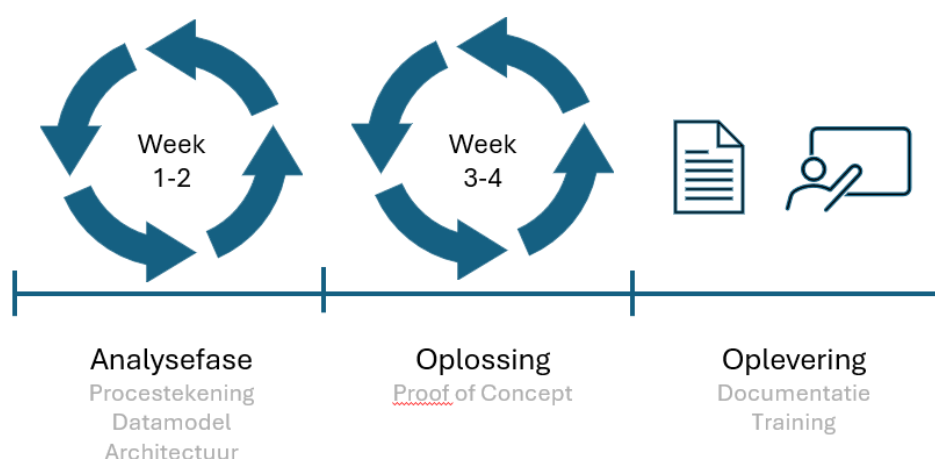 Week
1-2
Week
3-4
Analysefase
Procestekening
Datamodel
Architectuur
Oplossing
Proof of Concept
Oplevering
Documentatie
Training